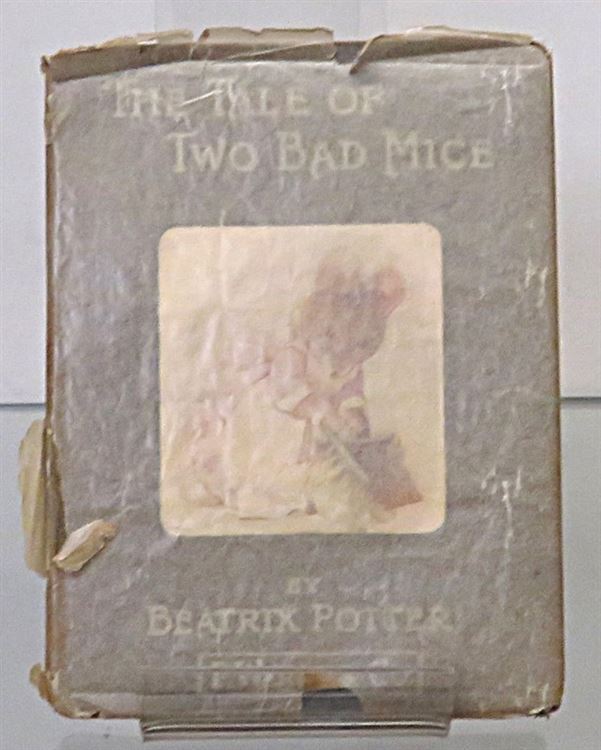 THE TALE OF
TWO BAD MICE
BY
BEATRIX POTTER